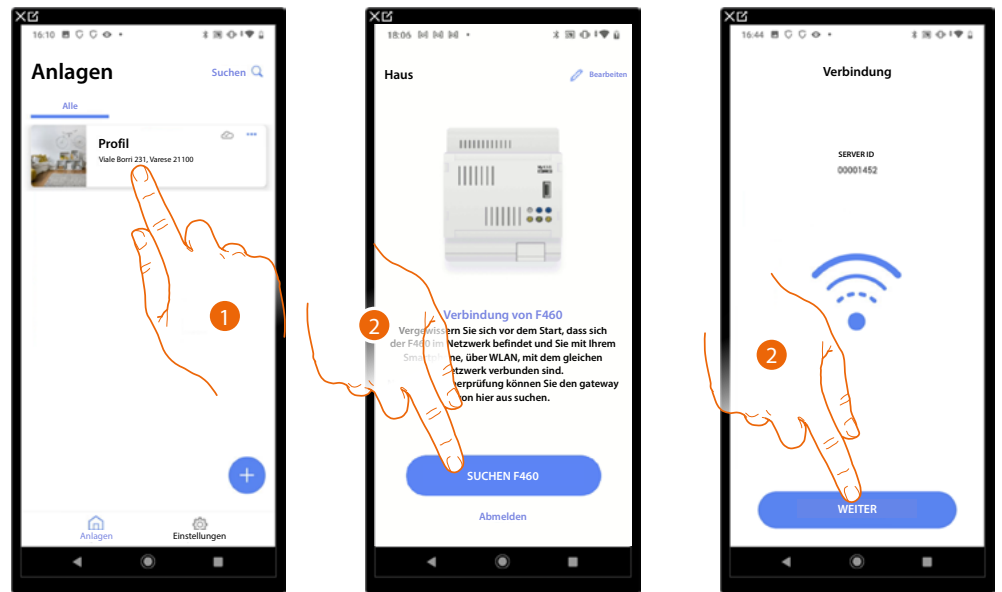 16:10
Anlagen
Suchen
Alle
Profil
Viale Borri 231, Varese 21100
1
Anlagen
Einstellungen
18:06
Haus
Bearbeiten
Verbindung von F460
2
Vergewissern Sie sich vor dem Start, dass sich
der F460 im Netzwerk befindet und Sie mit Ihrem
Smartphone, über WLAN, mit dem gleichen
Netzwerk verbunden sind.
erprüfung können Sie den gateway
von hier aus suchen.
SUCHEN F460
Abmelden
16:44
Verbindung
SERVER ID
00001452
2
WEITER